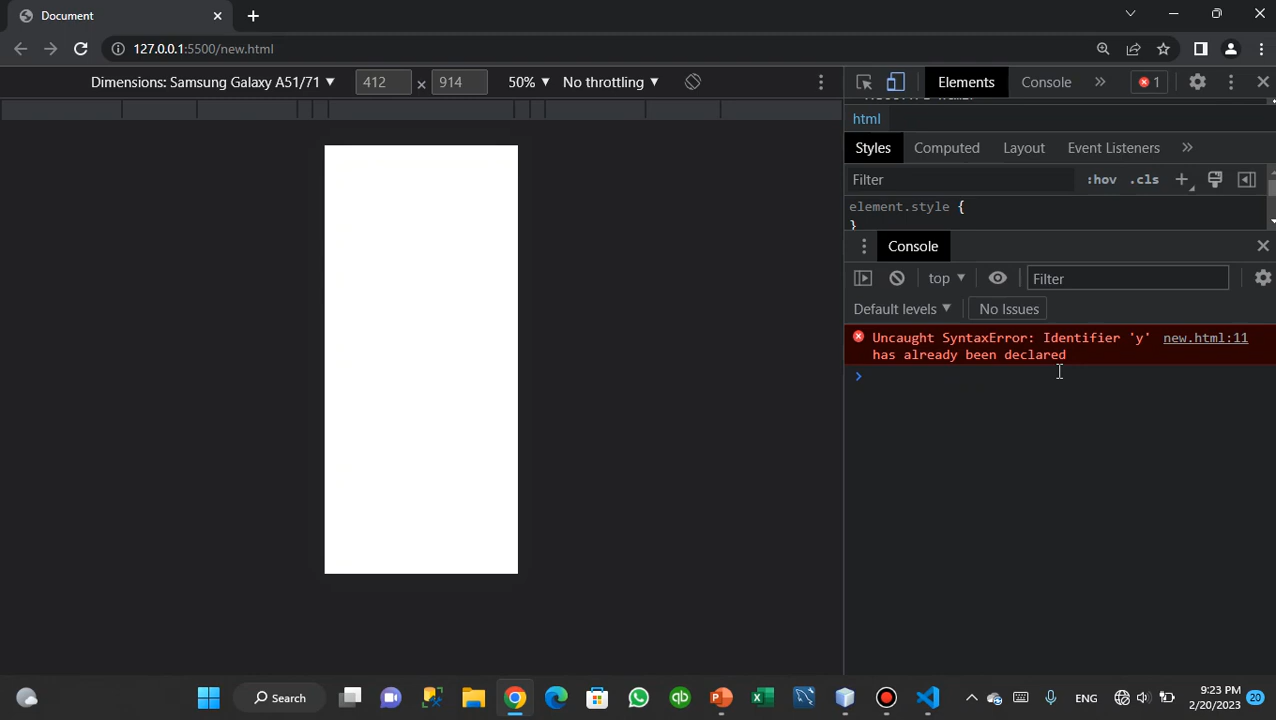 Document
127.0.0.1:5500/new.html
Dimensions: Samsung Galaxy A51/71 ▼ 412 × 914 50% ▼ No throttling ▼
Elements Console » 1
html
Styles Computed Layout Event Listeners »
Filter :hov .cls +
element.style {
}
Console
top ▼ Filter
Default levels ▼ No Issues
Uncaught SyntaxError: Identifier 'y' new.html:11
has already been declared
Search
ENG
9:23 PM
2/20/2023
20